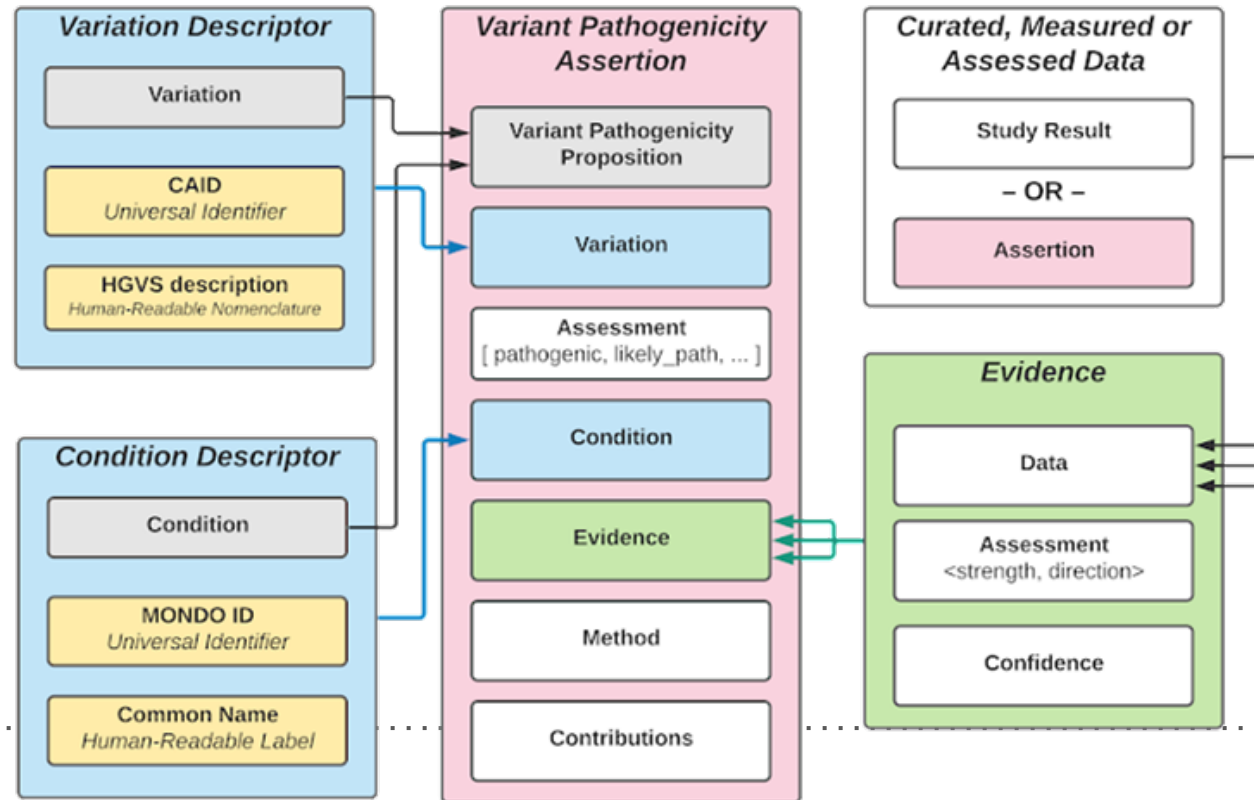 Variation Descriptor
Variation
CAID
Universal Identifier
HGVS description
Human-Readable Nomenclature
Condition Descriptor
Condition
MONDO ID
Universal Identifier
Common Name
Human-Readable Label
Variant Pathogenicity
Assertion
Variant Pathogenicity
Proposition
Variation
Assessment
[ pathogenic, likely_path, ... ]
Condition
Evidence
Method
Contributions
Curated, Measured or
Assessed Data
Study Result
– OR –
Assertion
Evidence
Data
Assessment
<strength, direction>
Confidence